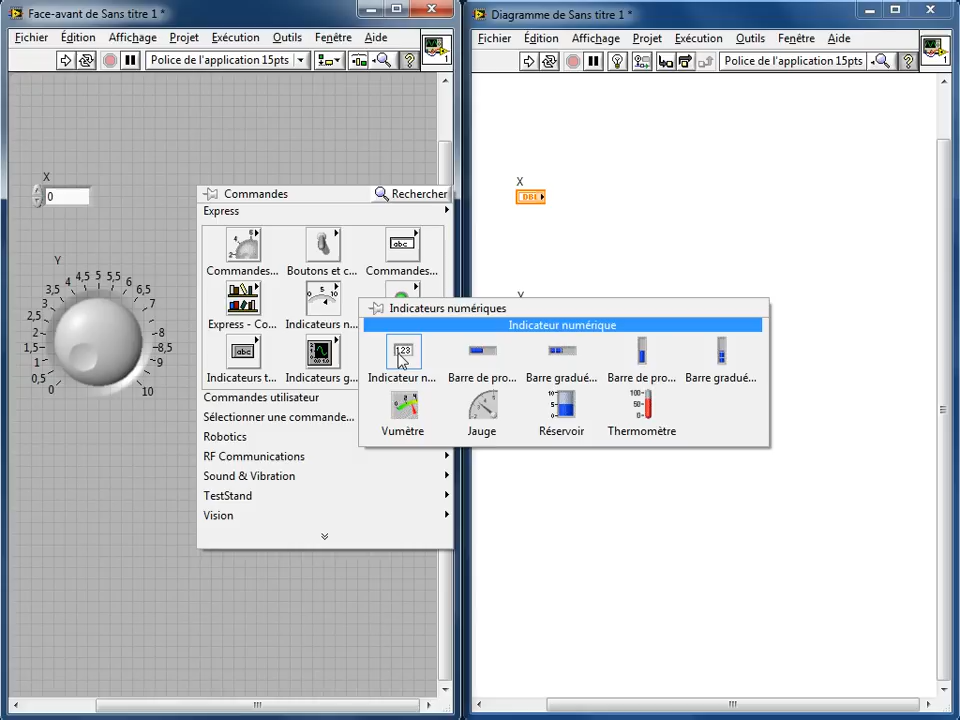 Face-avant de Sans titre 1 *
Fichier Édition Affichage Projet Exécution Outils Fenêtre Aide
Police de l'application 15pts
X
0
Y
0
0,5
1
1,5
2
2,5
3
3,5
4
4,5
5
5,5
6
6,5
7
8
8,5
9
10
Commandes Rechercher
Express
Commandes... Boutons et c... Commandes...
Express - Co... Indicateurs n...
Indicateurs t... Indicateurs g...
Commandes utilisateur
Sélectionner une commande...
Robotics
RF Communications
Sound & Vibration
TestStand
Vision
Indicateurs numériques
Indicateur numérique
Indicateur n... Barre de pro... Barre gradué... Barre de pro... Barre gradué...
Vumètre Jauge Réservoir Thermomètre
Diagramme de Sans titre 1 *
Fichier Édition Affichage Projet Exécution Outils Fenêtre Aide
Police de l'application 15pts
X
DBL